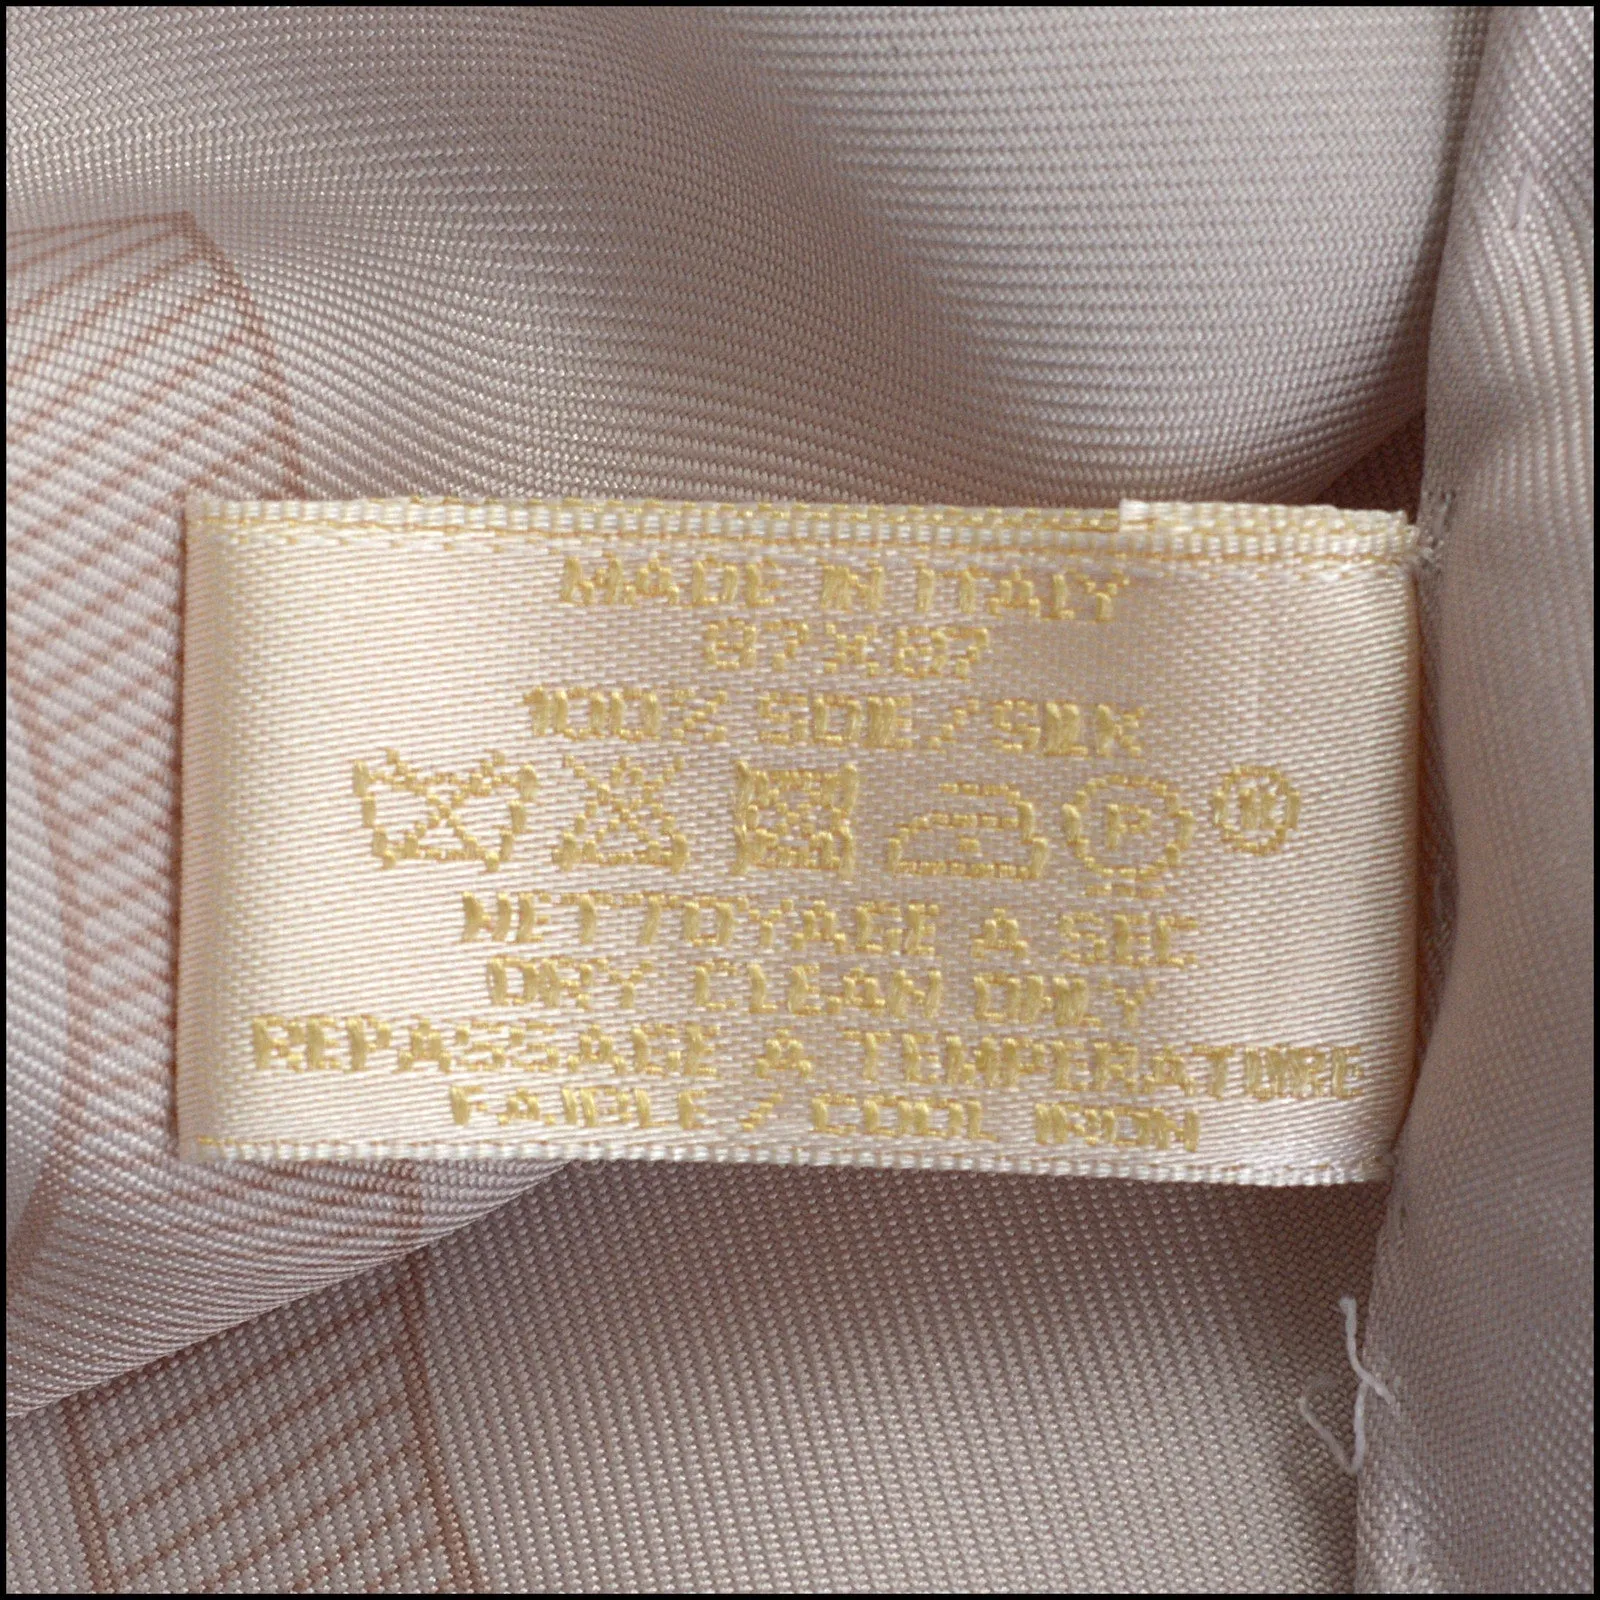 MADE IN ITALY
87X87
100% SOIE/SILK
P M
NETTOYAGE A SEC
DRY CLEAN ONLY
REPASSAGE A TEMPERATURE
FAIBLE / COOL IRON